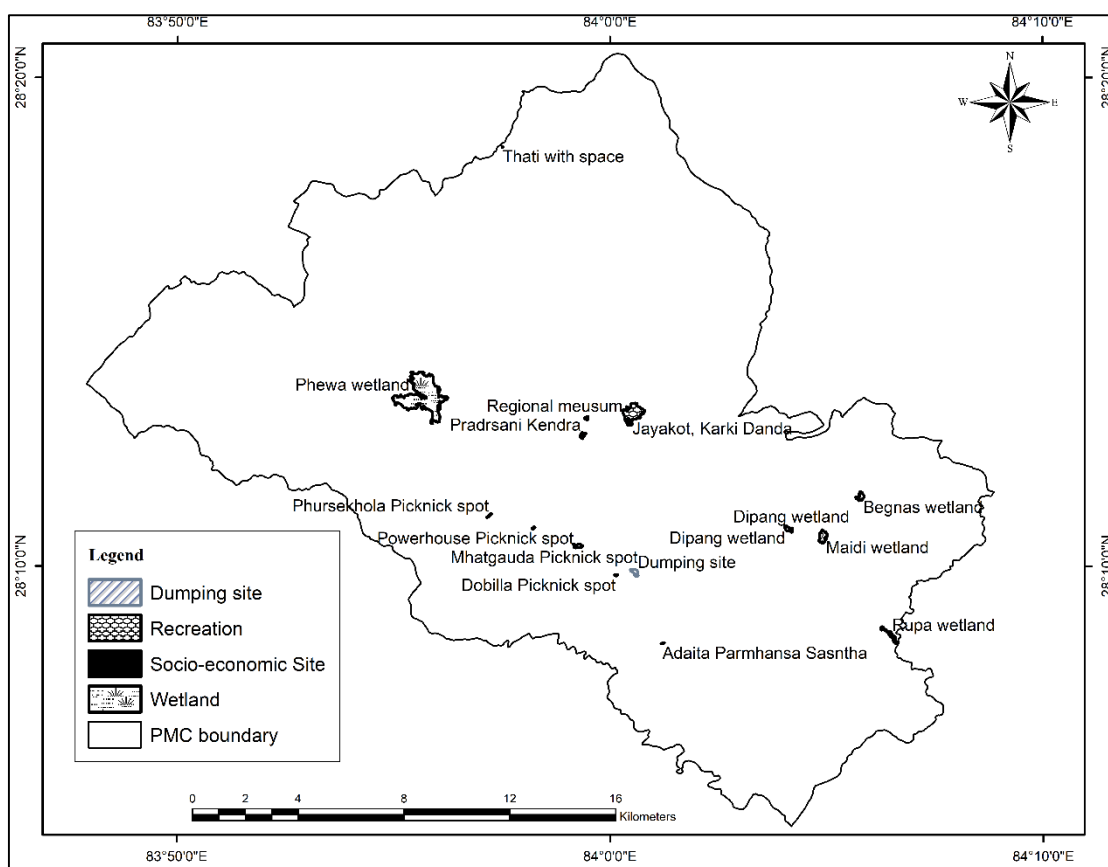 83°50'0"E
84°0'0"E
84°10'0"E
28°20'0"N
28°20'0"N
N
W
E
S
Thati with space
Phewa wetland
Regional meusum
Pradrsani Kendra
Jayakot, Karki Danda
Phursekhola Picknick spot
Begnas wetland
Dipang wetland
Powerhouse Picknick spot
Dipang wetland
Maidi wetland
Mhatgauda Picknick spot
Dumping site
28°10'0"N
28°10'0"N
Dobilla Picknick spot
Rupa wetland
Adaita Parmhansa Sasntha
Legend
Dumping site
Recreation
Socio-economic Site
Wetland
PMC boundary
0 2 4 8 12 16
Kilometers
83°50'0"E
84°0'0"E
84°10'0"E